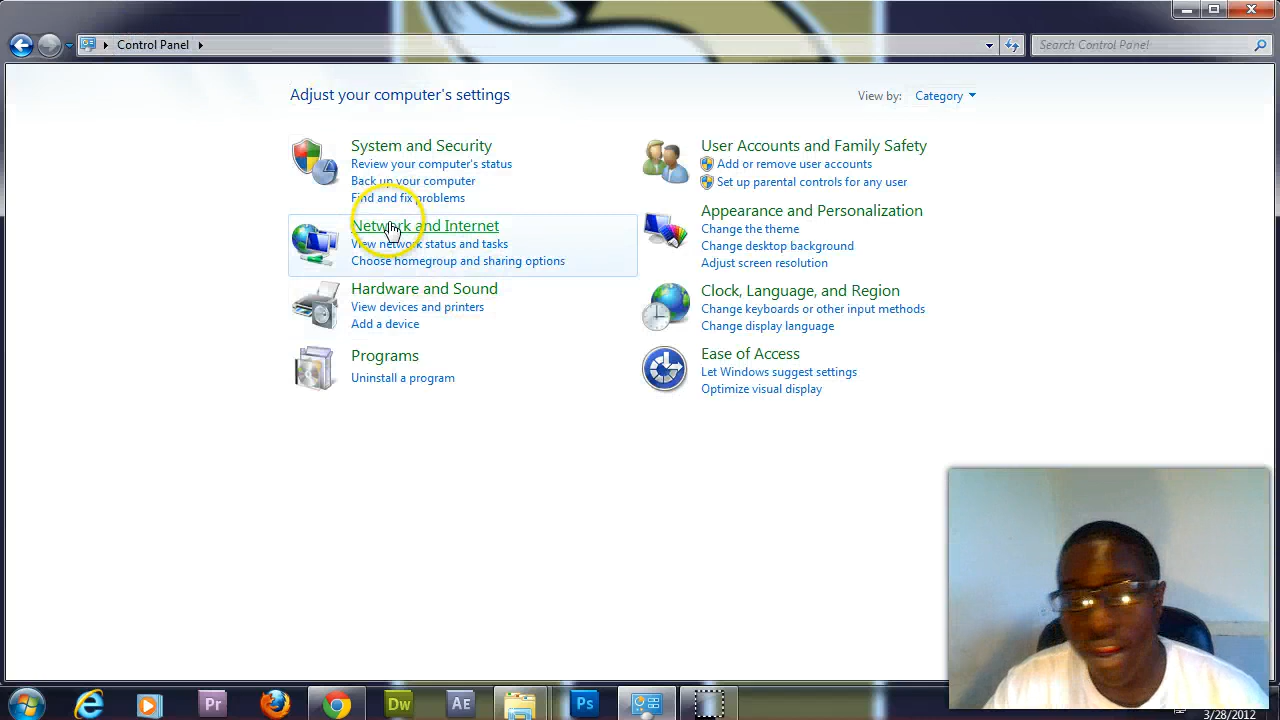 Control Panel
Search Control Panel
Adjust your computer's settings
View by: Category
System and Security
Review your computer's status
Back up your computer
Find and fix problems
Network and Internet
View network status and tasks
Choose homegroup and sharing options
Hardware and Sound
View devices and printers
Add a device
Programs
Uninstall a program
User Accounts and Family Safety
Add or remove user accounts
Set up parental controls for any user
Appearance and Personalization
Change the theme
Change desktop background
Adjust screen resolution
Clock, Language, and Region
Change keyboards or other input methods
Change display language
Ease of Access
Let Windows suggest settings
Optimize visual display
Pr
Dw
AE
Ps
3/28/2012